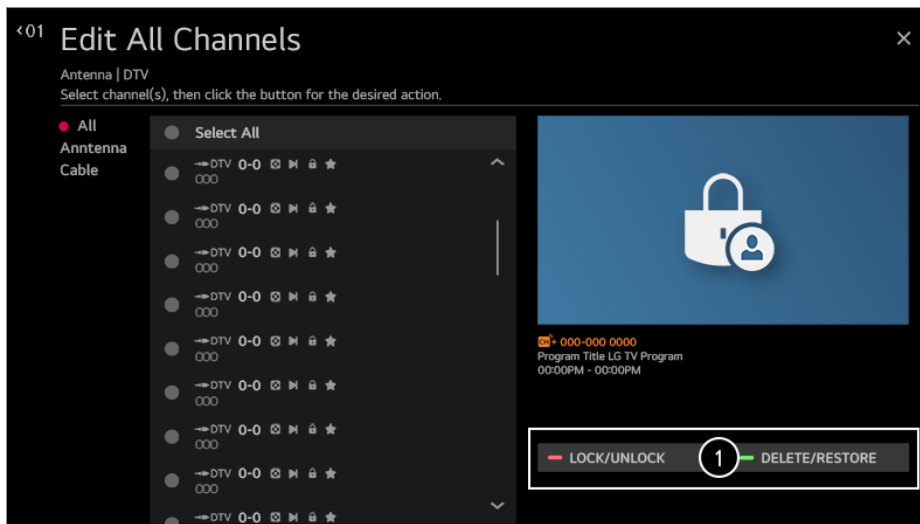 01
Edit All Channels
Antenna | DTV
Select channel(s), then click the button for the desired action.
All
Anntenna
Cable
Select All
DTV 0-0
000
DTV 0-0
000
DTV 0-0
000
DTV 0-0
000
DTV 0-0
000
DTV 0-0
000
DTV 0-0
000
DTV 0-0
000
DTV 0-0
CH + 000-000 0000
Program Title LG TV Program
00:00PM - 00:00PM
LOCK/UNLOCK
1
DELETE/RESTORE